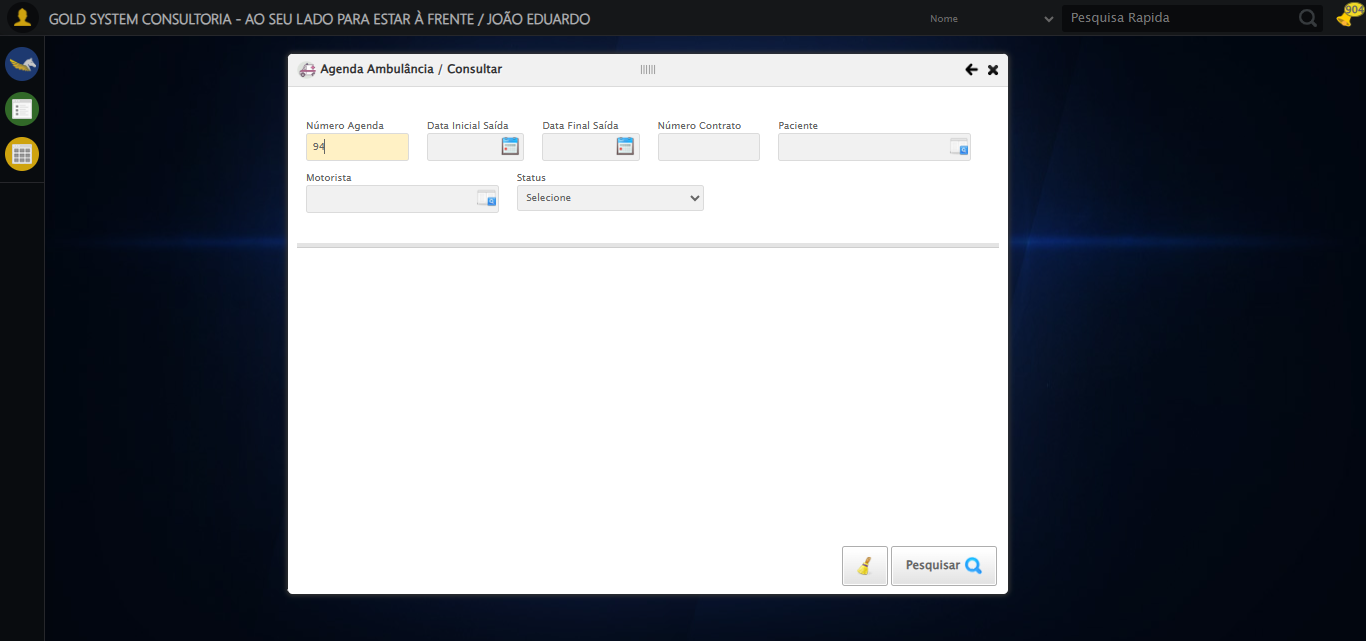 GOLD SYSTEM CONSULTORIA - AO SEU LADO PARA ESTAR À FRENTE / JOÃO EDUARDO
Nome
Pesquisa Rapida
904
Agenda Ambulância / Consultar
Número Agenda
Data Inicial Saída
Data Final Saída
Número Contrato
Paciente
94
Motorista
Status
Selecione
Pesquisar